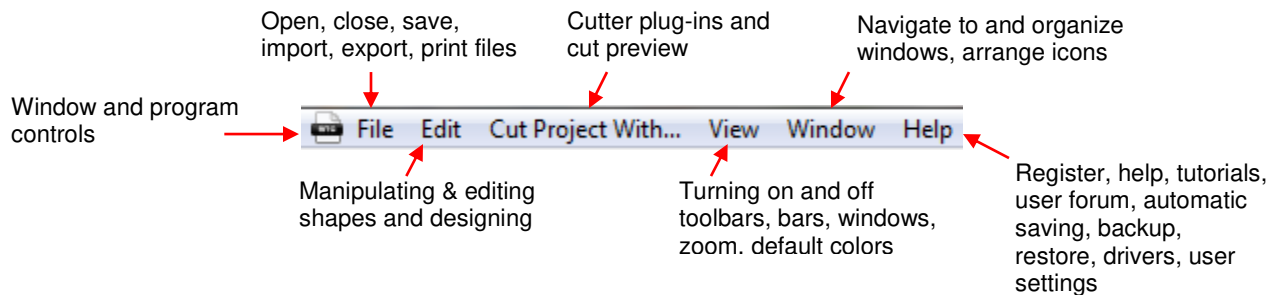 Open, close, save,
import, export, print files
Cutter plug-ins and
cut preview
Navigate to and organize
windows, arrange icons
Window and program
controls
File Edit Cut Project With... View Window Help
Manipulating & editing
shapes and designing
Turning on and off
toolbars, bars, windows,
zoom. default colors
Register, help, tutorials,
user forum, automatic
saving, backup,
restore, drivers, user
settings